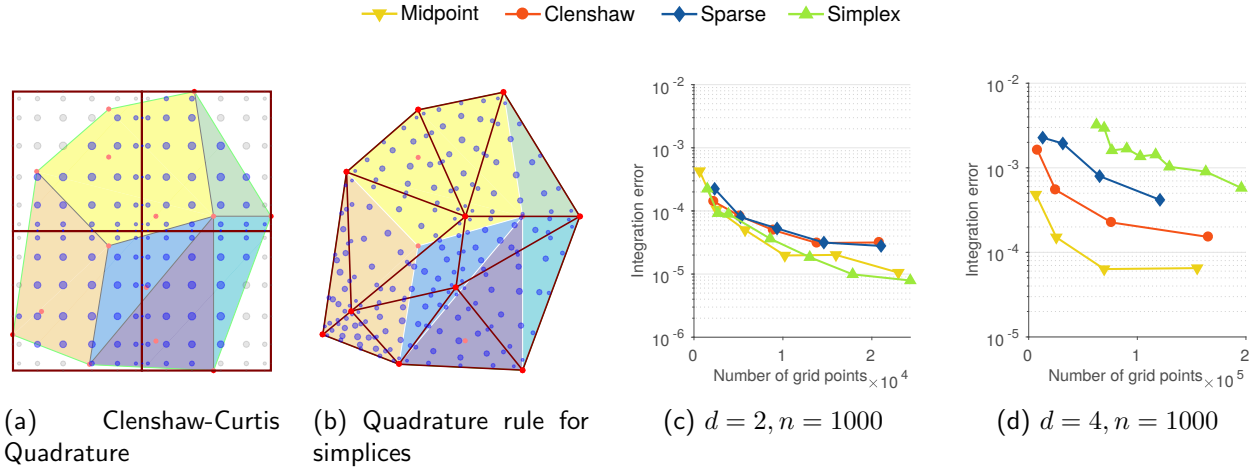 Midpoint Clenshaw Sparse Simplex
10^-2
10^-3
10^-4
10^-5
10^-6
Integration error
0 1 2
Number of grid points ×10^4
10^-2
10^-3
10^-4
10^-5
Integration error
0 1 2
Number of grid points ×10^5
(a) Clenshaw-Curtis
Quadrature
(b) Quadrature rule for
simplices
(c) d = 2, n = 1000
(d) d = 4, n = 1000